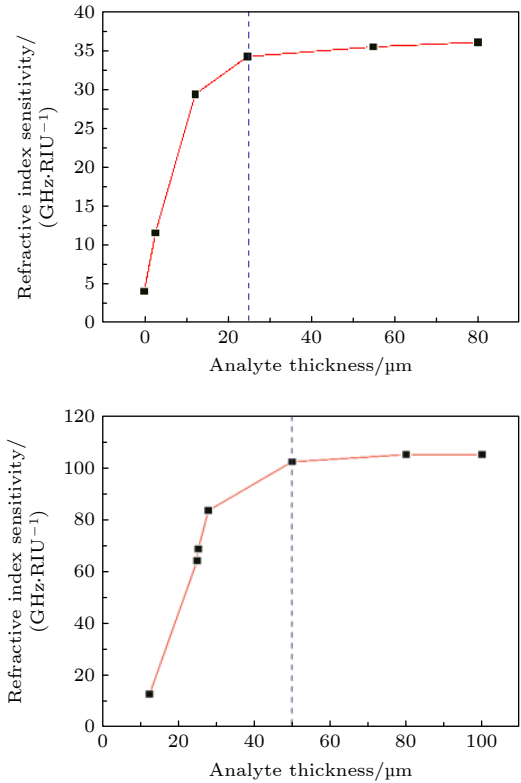 Refractive index sensitivity/
(GHz·RIU⁻¹)
40
35
30
25
20
15
10
5
0
0 20 40 60 80
Analyte thickness/µm
Refractive index sensitivity/
(GHz·RIU⁻¹)
120
100
80
60
40
20
0
0 20 40 60 80 100
Analyte thickness/µm